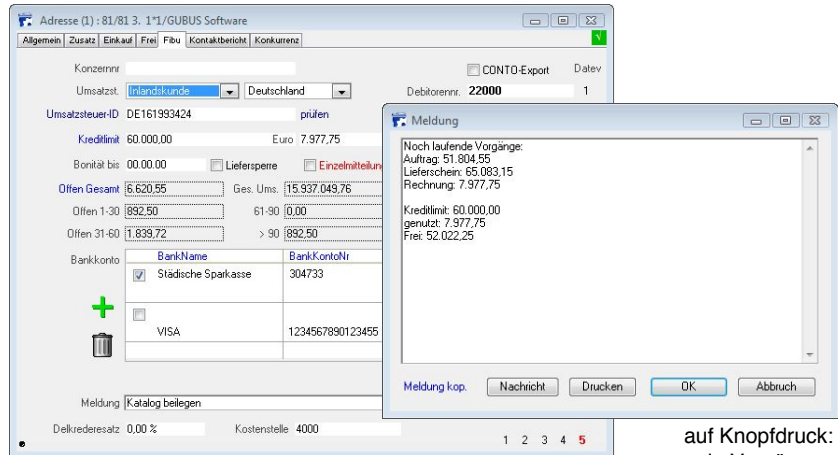 Adresse (1) : 81/81 3. 1*1/GUBUS Software
Allgemein Zusatz Einkauf Frei Fibu Kontaktbericht Konkurrenz
Konzernnr
CONTO-Export Datev
Umsatzst. Inlandskunde Deutschland Debitorennr. 22000 1
Umsatzsteuer-ID DE161993424 prüfen
Kreditlimit 60.000,00 Euro 7.977,75
Bonität bis 00.00.00 Liefersperre Einzelmitteilun
Offen Gesamt 6.620,55 Ges. Ums. 15.937.049,76
Offen 1-30 892,50 61-90 0,00
Offen 31-60 1.839,72 > 90 892,50
Bankkonto BankName BankKontoNr
Städische Sparkasse 304733
VISA 1234567890123455
Meldung Katalog beilegen
Delkrederesatz 0,00 % Kostenstelle 4000
1 2 3 4 5
Meldung
Noch laufende Vorgänge:
Auftrag: 51.804,55
Lieferschein: 65.083,15
Rechnung: 7.977,75
Kreditlimit: 60.000,00
genutzt: 7.977,75
Frei: 52.022,25
Meldung kop. Nachricht Drucken OK Abbruch
auf Knopfdruck: